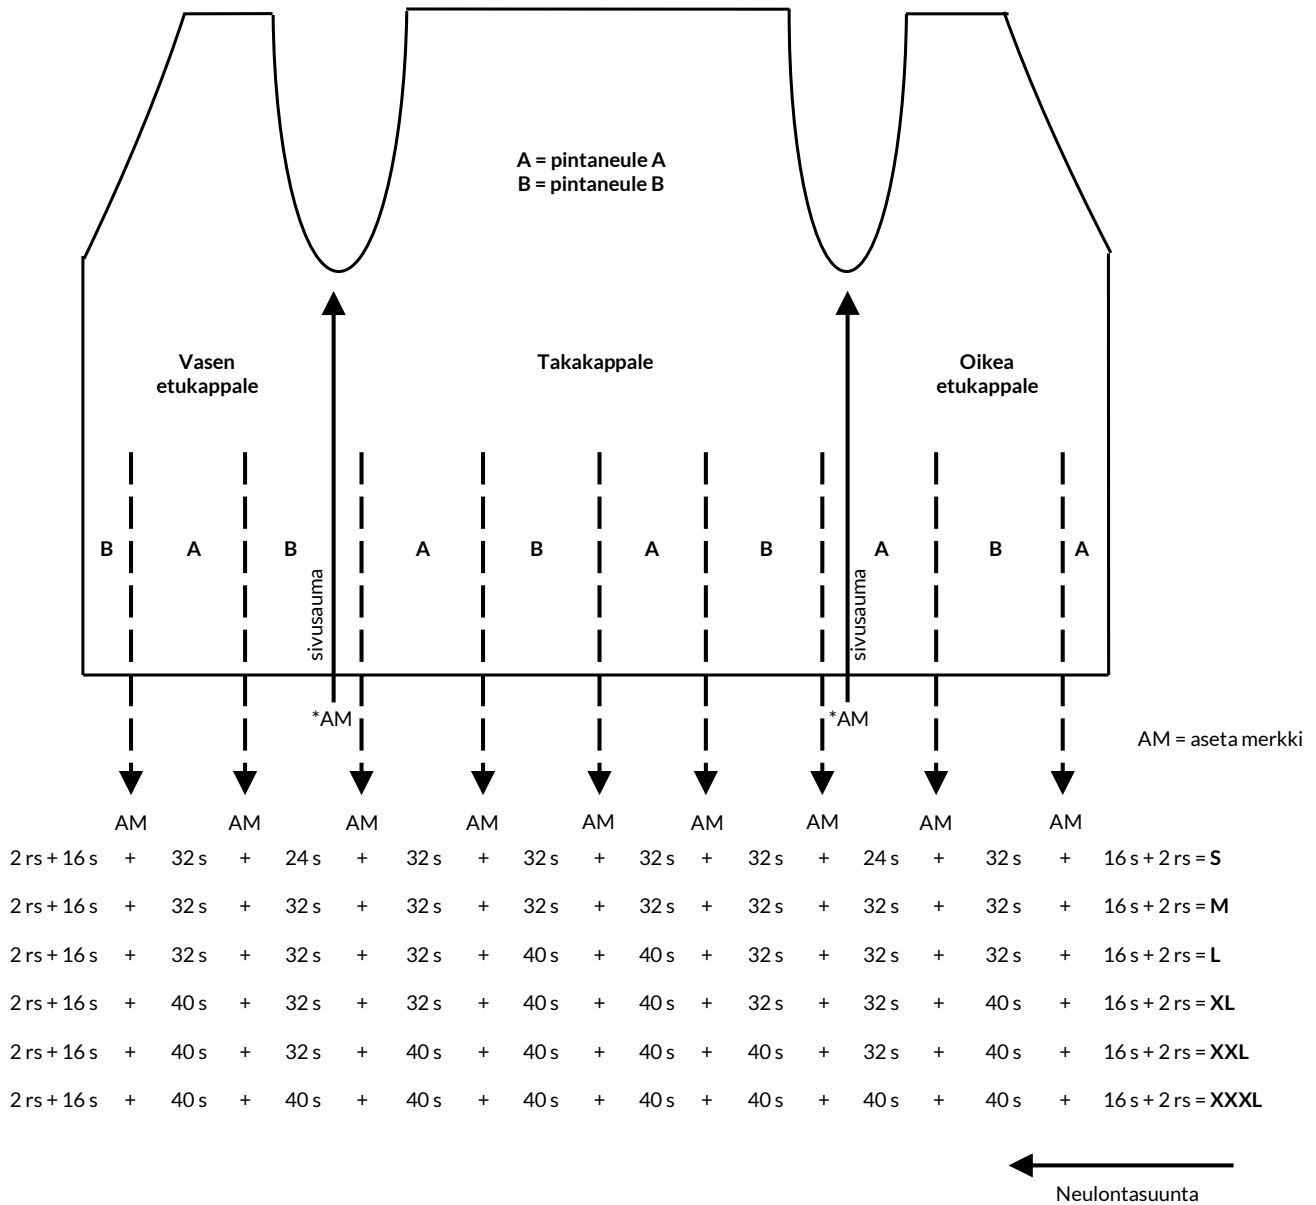 A = pintaneule A
B = pintaneule B
Vasen
etukappale
Takakappale
Oikea
etukappale
B A B A B A B A B A
sivusauma sivusauma
*AM *AM
AM = aseta merkki
AM AM AM AM AM AM AM AM AM
2 rs + 16 s + 32 s + 24 s + 32 s + 32 s + 32 s + 32 s + 24 s + 32 s + 16 s + 2 rs = S
2 rs + 16 s + 32 s + 32 s + 32 s + 32 s + 32 s + 32 s + 32 s + 32 s + 16 s + 2 rs = M
2 rs + 16 s + 32 s + 32 s + 32 s + 40 s + 40 s + 32 s + 32 s + 32 s + 16 s + 2 rs = L
2 rs + 16 s + 40 s + 32 s + 32 s + 40 s + 40 s + 32 s + 32 s + 40 s + 16 s + 2 rs = XL
2 rs + 16 s + 40 s + 32 s + 40 s + 40 s + 40 s + 40 s + 32 s + 40 s + 16 s + 2 rs = XXL
2 rs + 16 s + 40 s + 40 s + 40 s + 40 s + 40 s + 40 s + 40 s + 40 s + 16 s + 2 rs = XXXL
Neulontasuunta